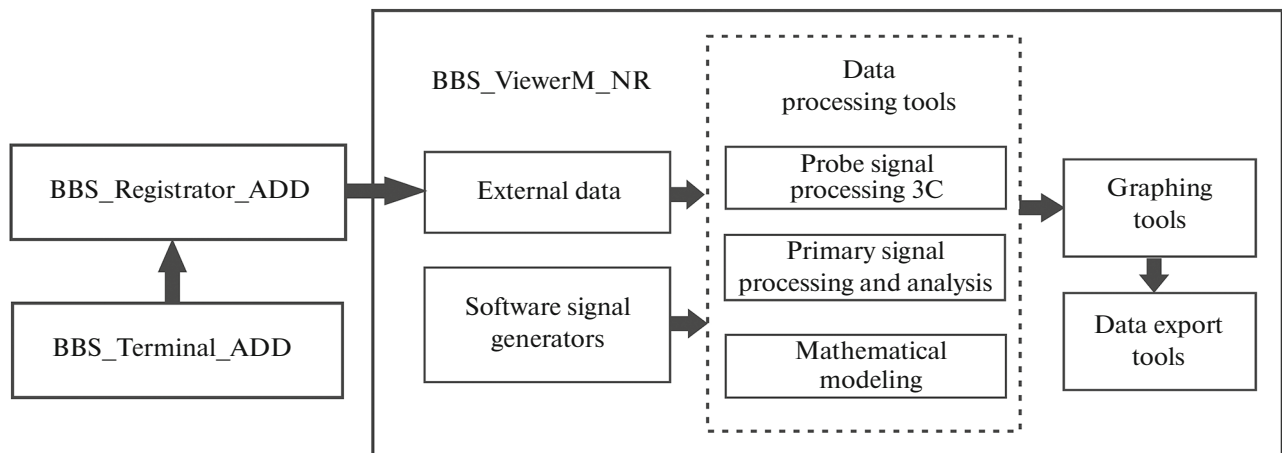 BBS_ViewerM_NR
Data
processing tools
BBS_Registrator_ADD
External data
Probe signal
processing 3C
Graphing
tools
Primary signal
processing and analysis
BBS_Terminal_ADD
Software signal
generators
Data export
tools
Mathematical
modeling